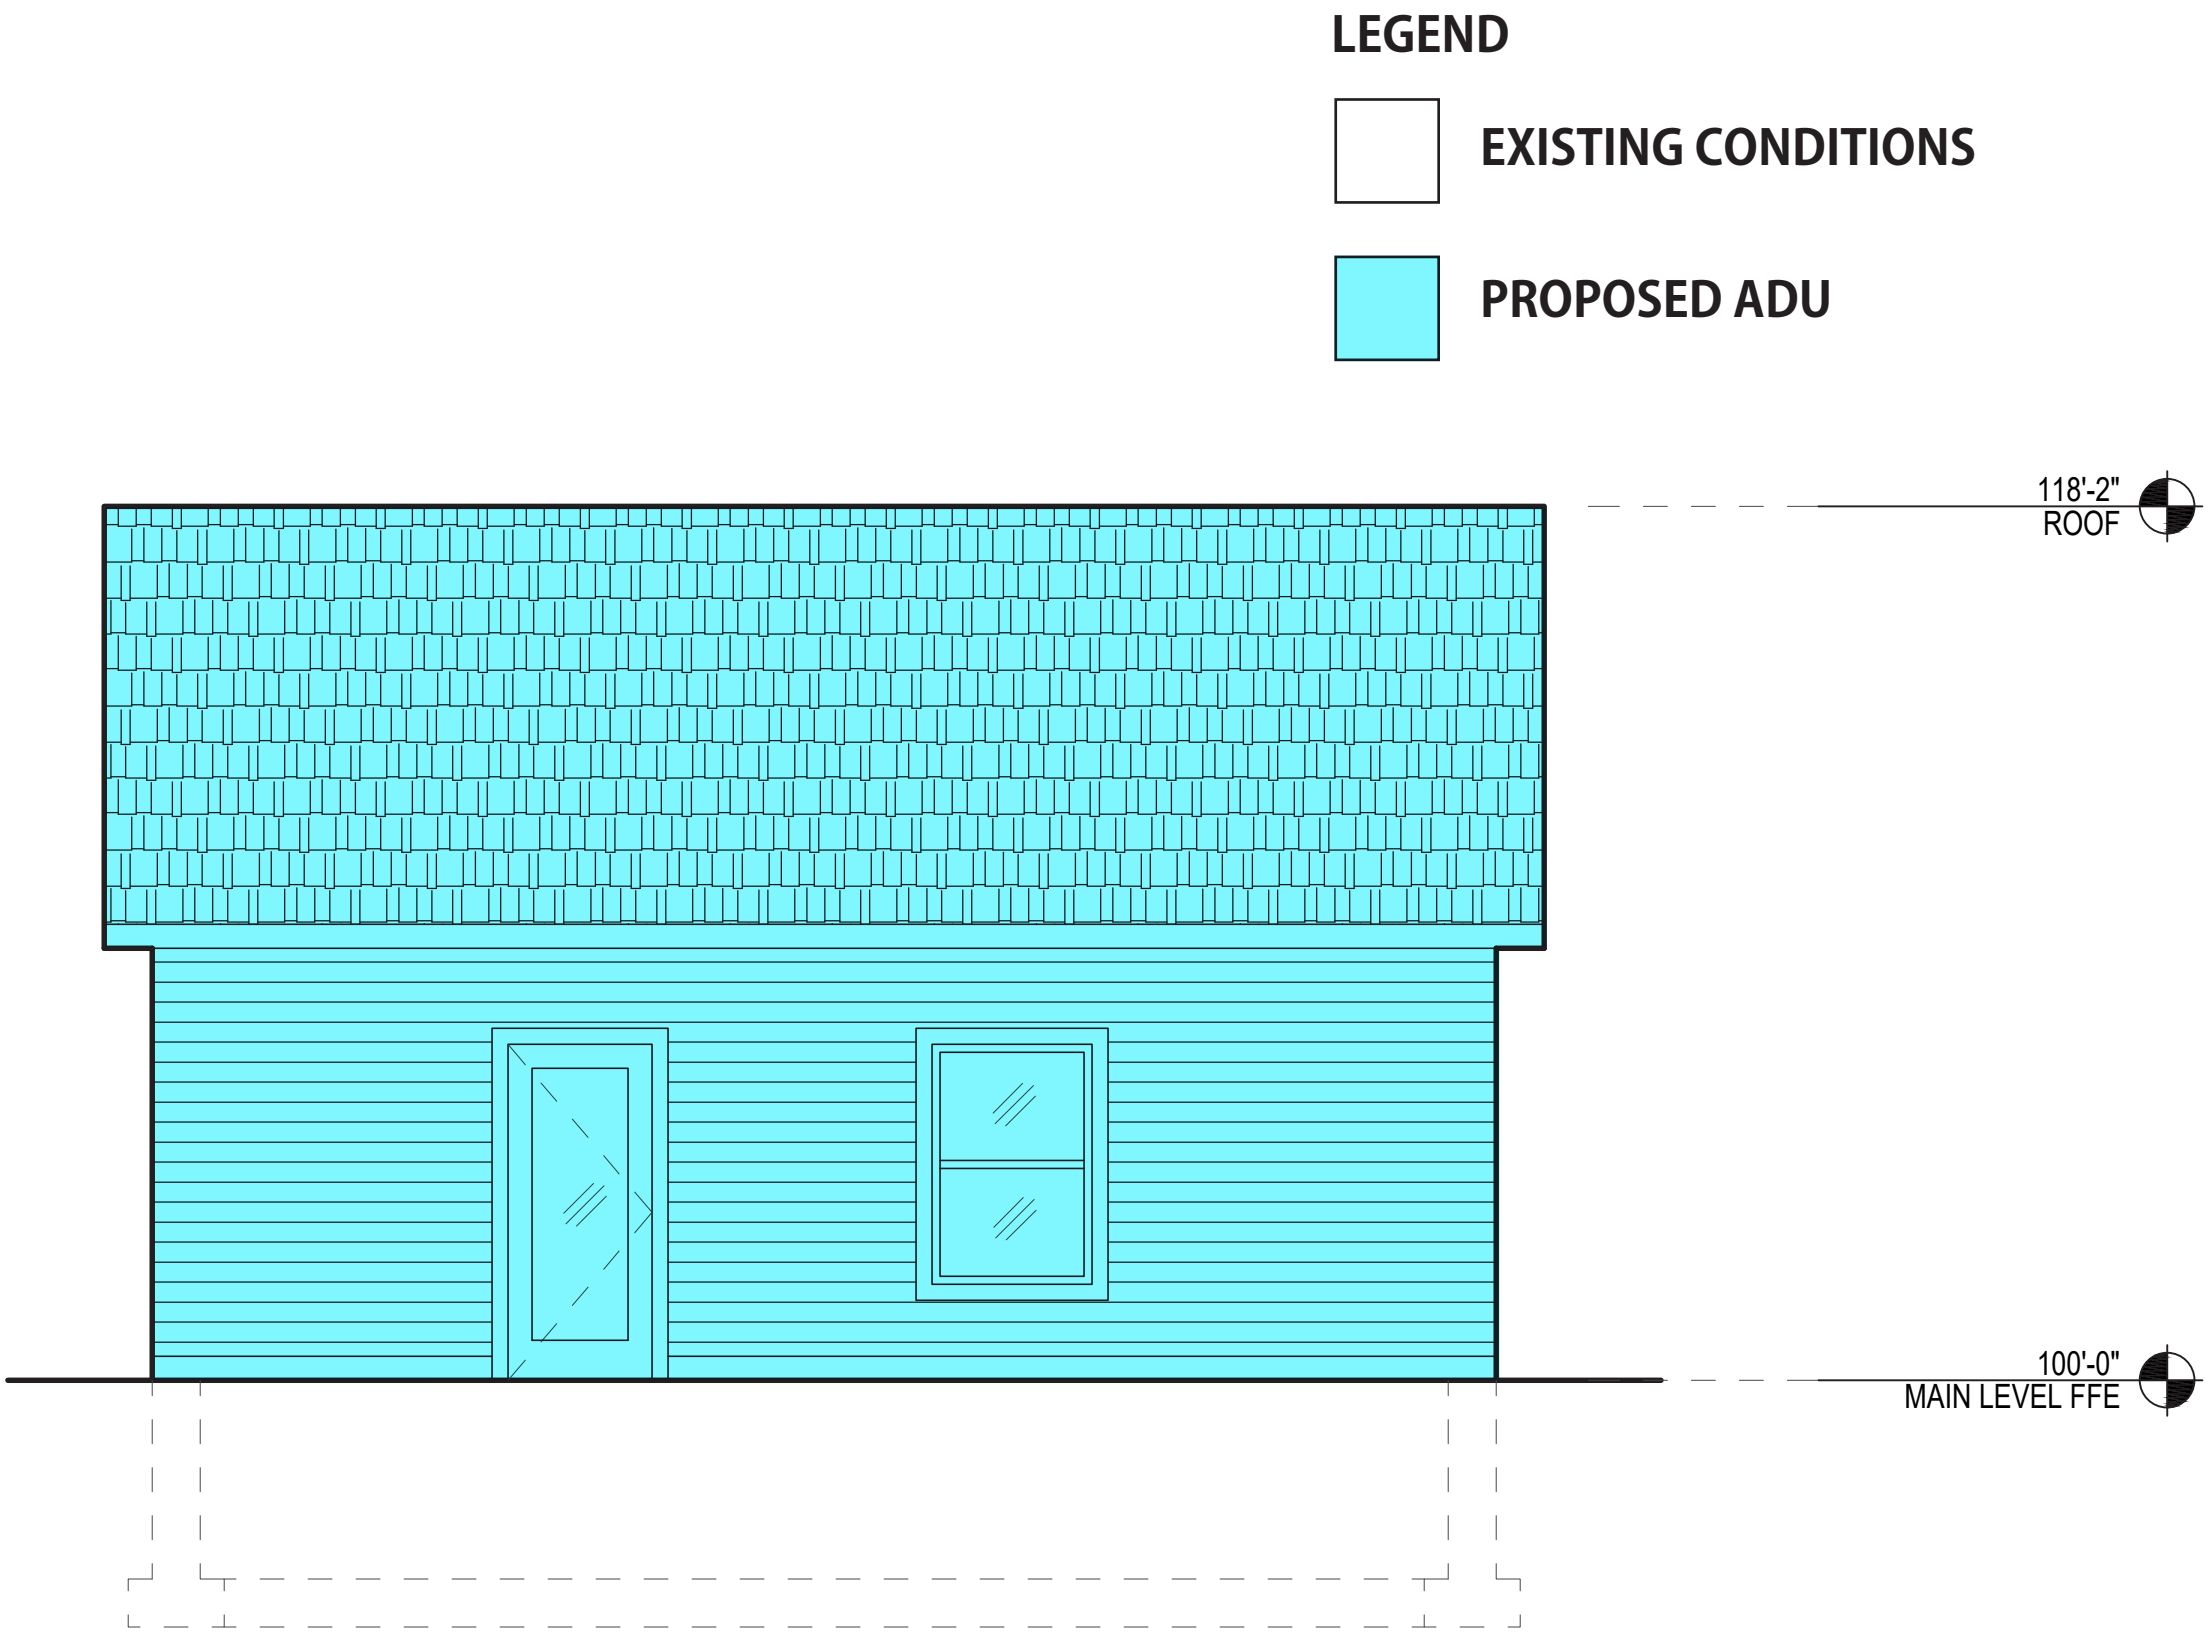 LEGEND
EXISTING CONDITIONS
PROPOSED ADU
118'-2"
ROOF
100'-0"
MAIN LEVEL FFE